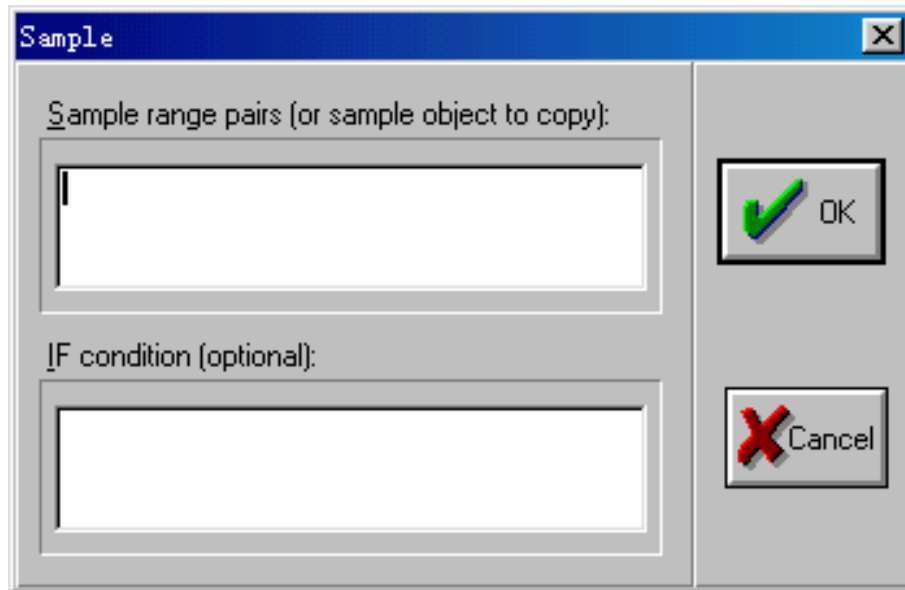 Sample
Sample range pairs (or sample object to copy):
OK
IF condition (optional):
Cancel